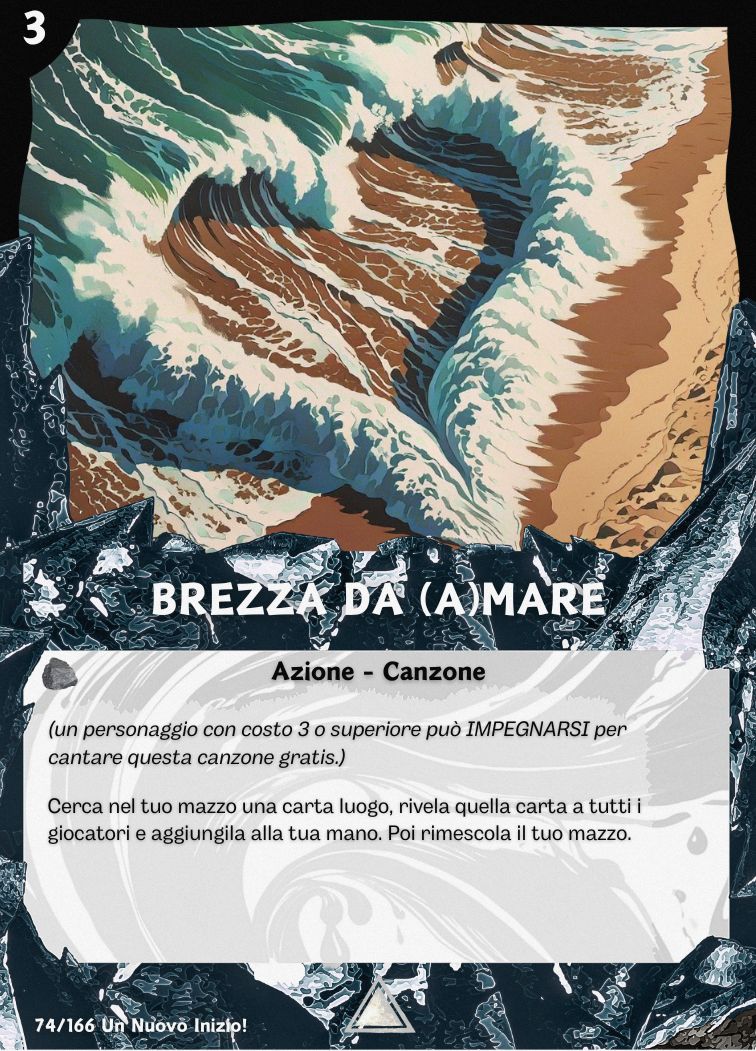 3
BREZZA DA (A)MARE
Azione - Canzone
(un personaggio con costo 3 o superiore può IMPEGNARSI per
cantare questa canzone gratis.)
Cerca nel tuo mazzo una carta luogo, rivela quella carta a tutti i
giocatori e aggiungila alla tua mano. Poi rimescola il tuo mazzo.
74/166 Un Nuovo Inizio!